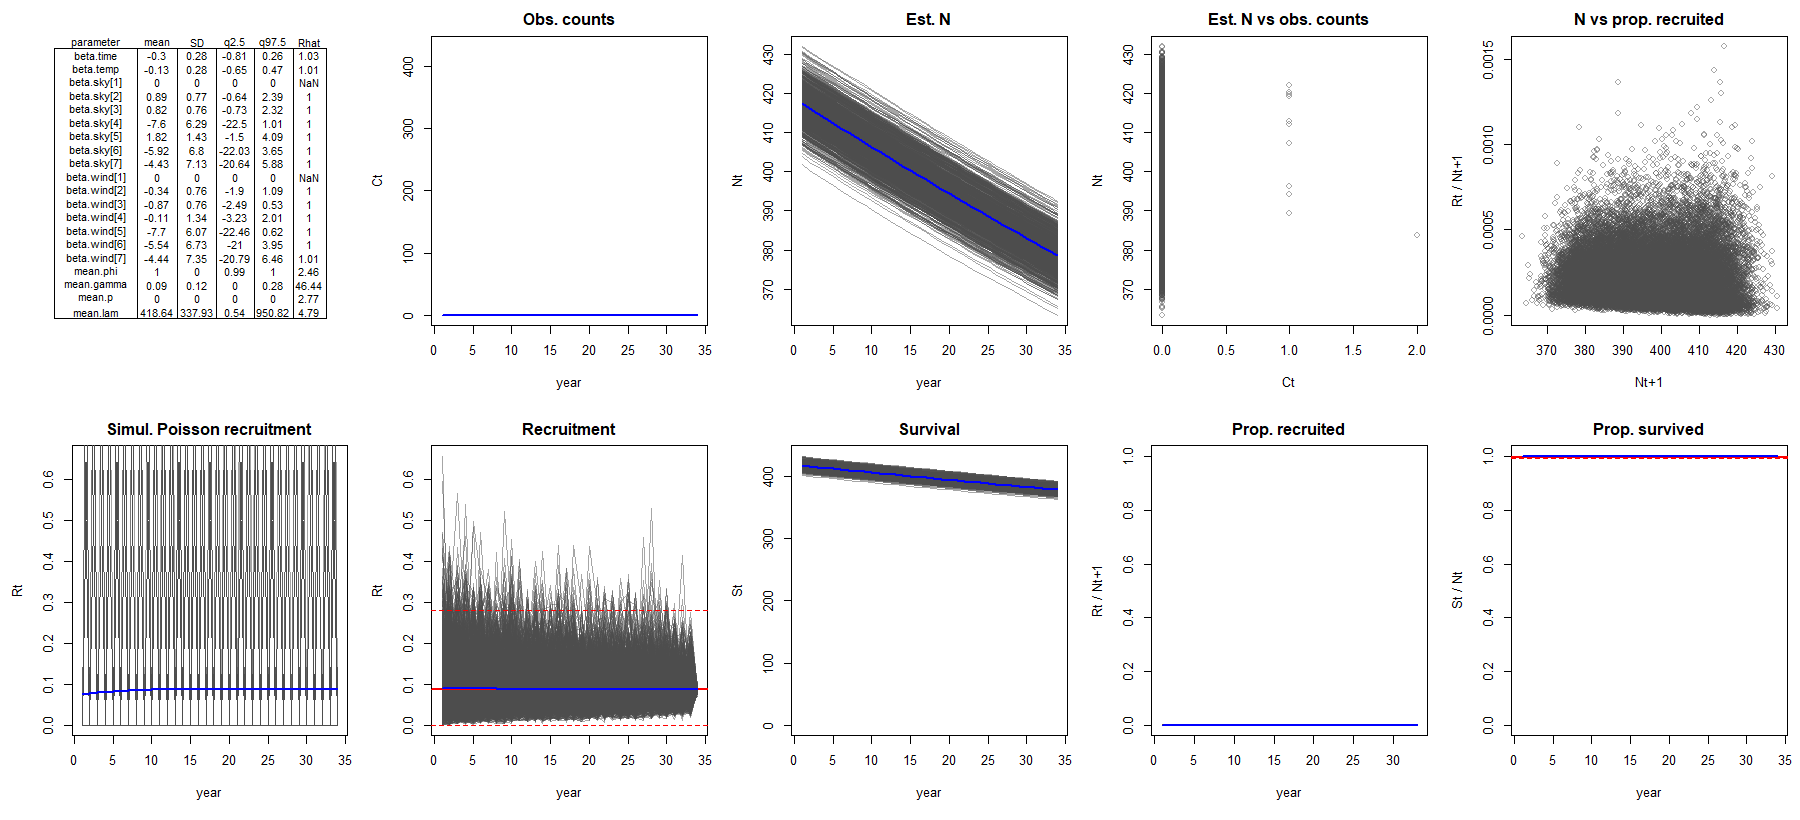 parameter mean SD q2.5 q97.5 Rhat
beta.time -0.3 0.28 -0.81 0.26 1.03
beta.temp -0.13 0.28 -0.65 0.47 1.01
beta.sky[1] 0 0 0 0 NaN
beta.sky[2] 0.89 0.77 -0.64 2.39 1
beta.sky[3] 0.82 0.76 -0.73 2.32 1
beta.sky[4] -7.6 6.29 -22.5 1.01 1
beta.sky[5] 1.82 1.43 -1.5 4.09 1
beta.sky[6] -5.92 6.8 -22.03 3.65 1
beta.sky[7] -4.43 7.13 -20.64 5.88 1
beta.wind[1] 0 0 0 0 NaN
beta.wind[2] -0.34 0.76 -1.9 1.09 1
beta.wind[3] -0.87 0.76 -2.49 0.53 1
beta.wind[4] -0.11 1.34 -3.23 2.01 1
beta.wind[5] -7.7 6.07 -22.46 0.62 1
beta.wind[6] -5.54 6.73 -21 3.95 1
beta.wind[7] -4.44 7.35 -20.79 6.46 1.01
mean.phi 1 0 0.99 1 2.46
mean.gamma 0.09 0.12 0 0.28 46.44
mean.p 0 0 0 0 2.77
mean.lam 418.64 337.93 0.54 950.82 4.79
Obs. counts
Ct
0 100 200 300 400
0 5 10 15 20 25 30 35
year
Est. N
Nt
370 380 390 400 410 420 430
0 5 10 15 20 25 30 35
year
Est. N vs obs. counts
Nt
370 380 390 400 410 420 430
0.0 0.5 1.0 1.5 2.0
Ct
N vs prop. recruited
Rt / Nt+1
0.0000 0.0005 0.0010 0.0015
370 380 390 400 410 420 430
Nt+1
Simul. Poisson recruitment
Rt
0.0 0.1 0.2 0.3 0.4 0.5 0.6
0 5 10 15 20 25 30 35
year
Recruitment
Rt
0.0 0.1 0.2 0.3 0.4 0.5 0.6
0 5 10 15 20 25 30 35
year
Survival
St
0 100 200 300 400
0 5 10 15 20 25 30 35
year
Prop. recruited
Rt / Nt+1
0.0 0.2 0.4 0.6 0.8 1.0
0 5 10 15 20 25 30
year
Prop. survived
St / Nt
0.0 0.2 0.4 0.6 0.8 1.0
0 5 10 15 20 25 30 35
year